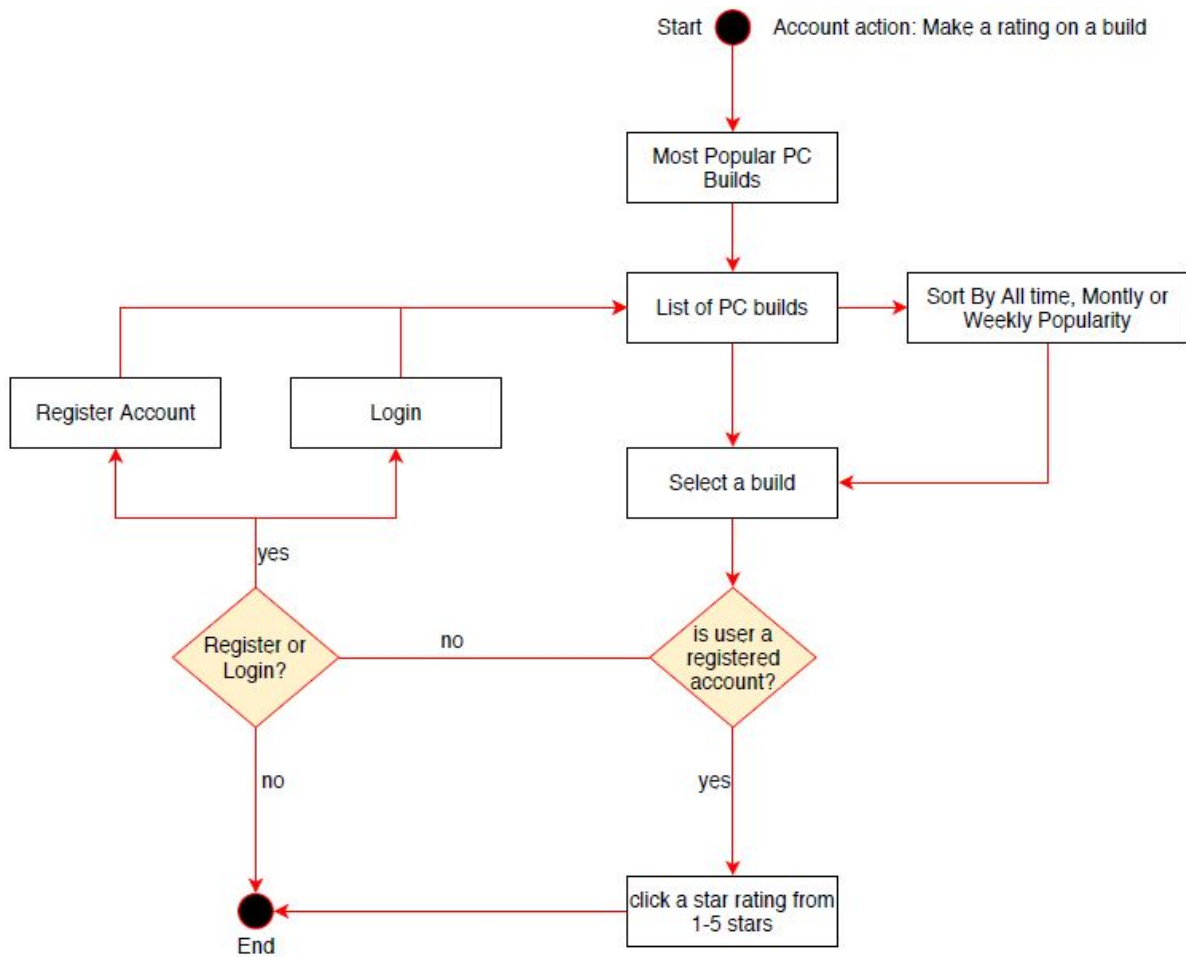 Start
Account action: Make a rating on a build
Most Popular PC
Builds
List of PC builds
Sort By All time, Montly or
Weekly Popularity
Register Account
Login
Select a build
yes
Register or
Login?
no
is user a
registered
account?
no
yes
click a star rating from
1-5 stars
End